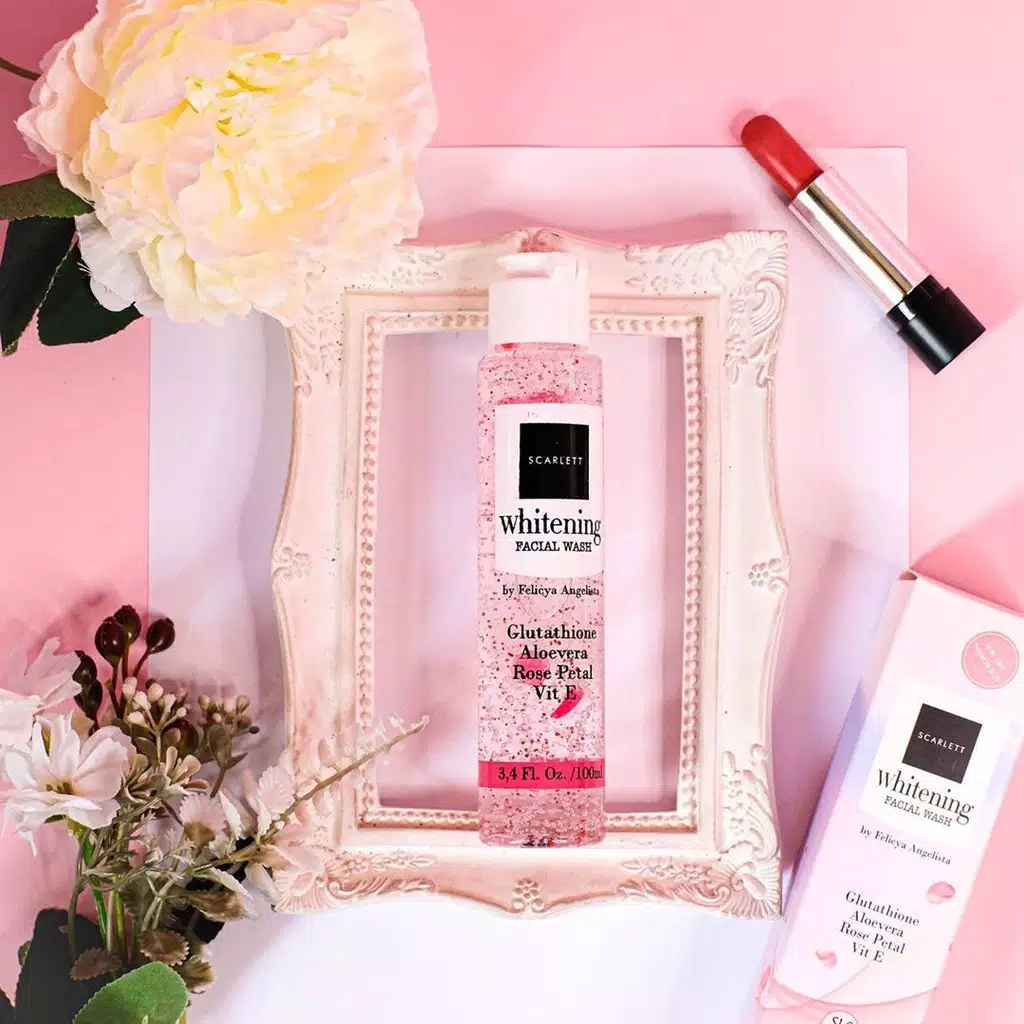 SCARLETT
whitening
FACIAL WASH
by Felicya Angelista
Glutathione
Aloevera
Rose Petal
Vit E
3,4 Fl. Oz. /100ml
SCARLETT
whitening
FACIAL WASH
by Felicya Angelista
Glutathione
Aloevera
Rose Petal
Vit E